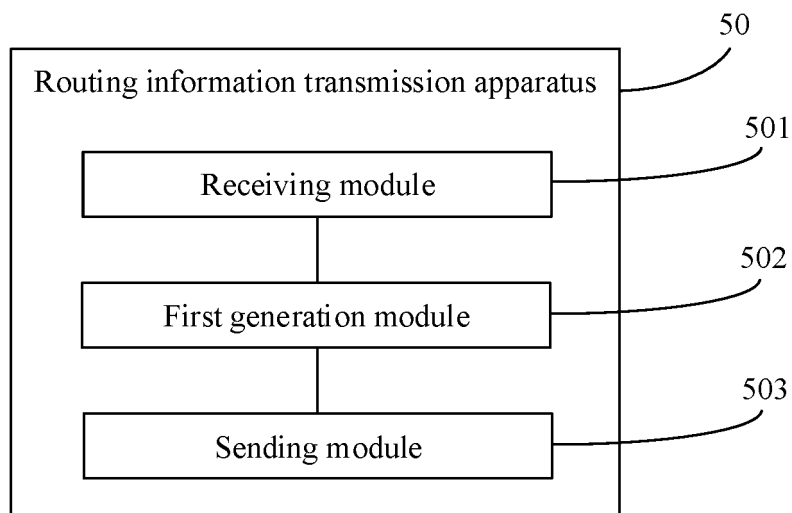 50
Routing information transmission apparatus
501
Receiving module
502
First generation module
503
Sending module